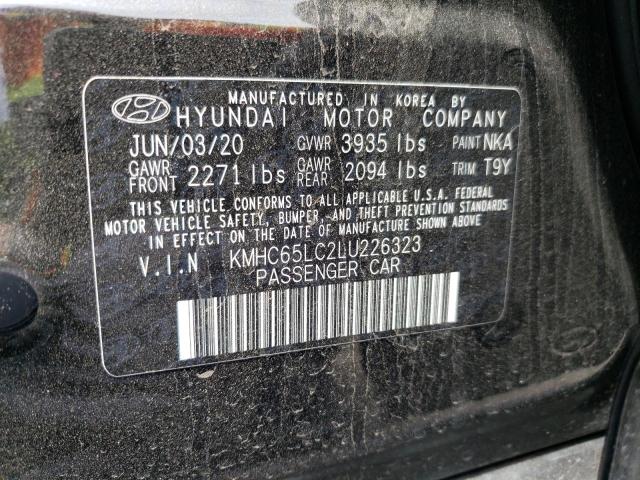 MANUFACTURED IN KOREA BY
HYUNDAI MOTOR COMPANY
JUN/03/20 GVWR 3935 lbs PAINT NKA
GAWR FRONT 2271 lbs GAWR REAR 2094 lbs TRIM T9Y
THIS VEHICLE CONFORMS TO ALL APPLICABLE U.S.A. FEDERAL
MOTOR VEHICLE SAFETY, BUMPER, AND THEFT PREVENTION STANDARDS
IN EFFECT ON THE DATE OF MANUFACTURE SHOWN ABOVE.
V.I.N KMHC65LC2LU226323
PASSENGER CAR